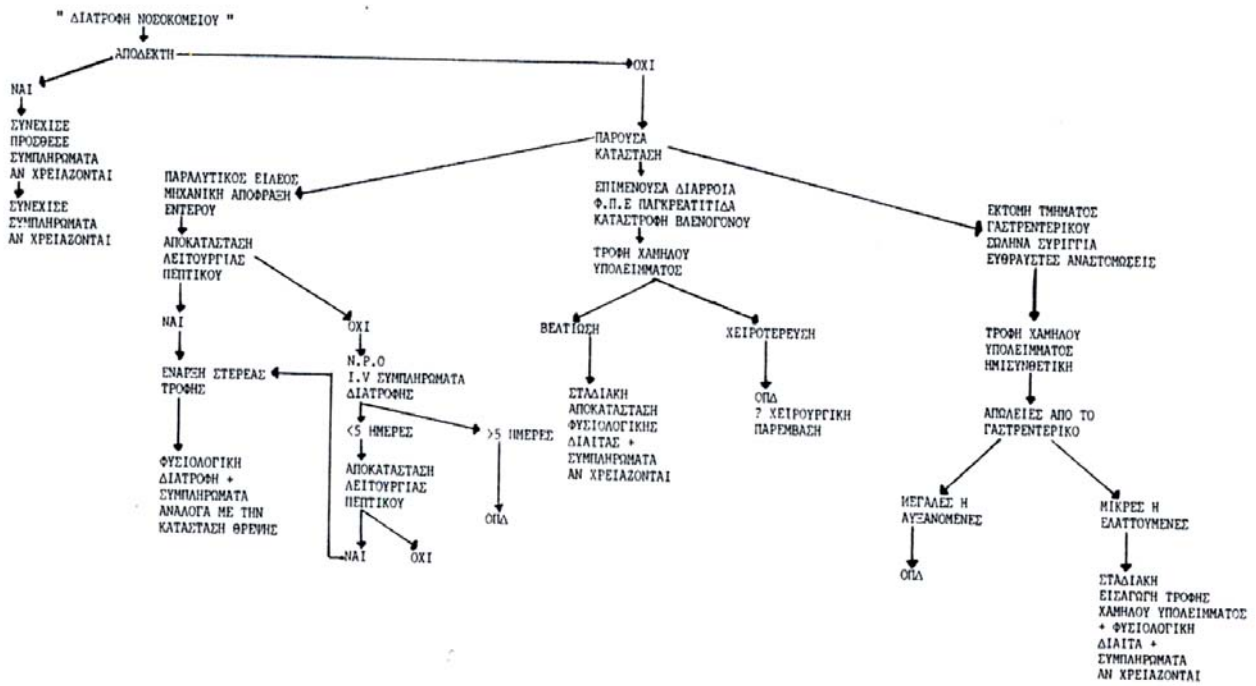 " ΔΙΑΤΡΟΦΗ ΝΟΣΟΚΟΜΕΙΟΥ "
ΑΠΟΔΕΚΤΗ
ΟΧΙ
ΝΑΙ
ΣΥΝΕΧΙΣΕ
ΠΡΟΣΘΕΣΕ
ΣΥΜΠΛΗΡΩΜΑΤΑ
ΑΝ ΧΡΕΙΑΖΟΝΤΑΙ
ΣΥΝΕΧΙΣΕ
ΣΥΜΠΛΗΡΩΜΑΤΑ
ΑΝ ΧΡΕΙΑΖΟΝΤΑΙ
ΠΑΡΟΥΣΑ
ΚΑΤΑΣΤΑΣΗ
ΠΑΡΑΛΥΤΙΚΟΣ ΕΙΛΕΟΣ
ΜΗΧΑΝΙΚΗ ΑΠΟΦΡΑΞΗ
ΕΝΤΕΡΟΥ
ΑΠΟΚΑΤΑΣΤΑΣΗ
ΛΕΙΤΟΥΡΓΙΑΣ
ΠΕΠΤΙΚΟΥ
ΝΑΙ
ΕΝΑΡΞΗ ΣΤΕΡΕΑΣ
ΤΡΟΦΗΣ
ΦΥΣΙΟΛΟΓΙΚΗ
ΔΙΑΤΡΟΦΗ +
ΣΥΜΠΛΗΡΩΜΑΤΑ
ΑΝΑΛΟΓΑ ΜΕ ΤΗΝ
ΚΑΤΑΣΤΑΣΗ ΘΡΕΨΗΣ
ΟΧΙ
N.P.O
I.V ΣΥΜΠΛΗΡΩΜΑΤΑ
ΔΙΑΤΡΟΦΗΣ
<5 ΗΜΕΡΕΣ
ΑΠΟΚΑΤΑΣΤΑΣΗ
ΛΕΙΤΟΥΡΓΙΑΣ
ΠΕΠΤΙΚΟΥ
ΝΑΙ
ΟΧΙ
>5 ΗΜΕΡΕΣ
ΟΠΔ
ΕΠΙΜΕΝΟΥΣΑ ΔΙΑΡΡΟΙΑ
Φ.Π.Ε ΠΑΓΚΡΕΑΤΙΤΙΔΑ
ΚΑΤΑΣΤΡΟΦΗ ΒΛΕΝΟΓΟΝΟΥ
ΤΡΟΦΗ ΧΑΜΗΛΟΥ
ΥΠΟΛΕΙΜΜΑΤΟΣ
ΒΕΛΤΙΩΣΗ
ΣΤΑΔΙΑΚΗ
ΑΠΟΚΑΤΑΣΤΑΣΗ
ΦΥΣΙΟΛΟΓΙΚΗΣ
ΔΙΑΙΤΑΣ +
ΣΥΜΠΛΗΡΩΜΑΤΑ
ΑΝ ΧΡΕΙΑΖΟΝΤΑΙ
ΧΕΙΡΟΤΕΡΕΥΣΗ
ΟΠΔ
? ΧΕΙΡΟΥΡΓΙΚΗ
ΠΑΡΕΜΒΑΣΗ
ΕΚΤΟΜΗ ΤΜΗΜΑΤΟΣ
ΓΑΣΤΡΕΝΤΕΡΙΚΟΥ
ΣΩΛΗΝΑ ΣΥΡΙΓΓΙΑ
ΕΥΘΡΑΥΣΤΕΣ ΑΝΑΣΤΟΜΩΣΕΙΣ
ΤΡΟΦΗ ΧΑΜΗΛΟΥ
ΥΠΟΛΕΙΜΜΑΤΟΣ
ΗΜΙΣΥΝΘΕΤΙΚΗ
ΑΠΩΛΕΙΕΣ ΑΠΟ ΤΟ
ΓΑΣΤΡΕΝΤΕΡΙΚΟ
ΜΕΓΑΛΕΣ Η
ΑΥΞΑΝΟΜΕΝΕΣ
ΟΠΔ
ΜΙΚΡΕΣ Η
ΕΛΑΤΤΟΥΜΕΝΕΣ
ΣΤΑΔΙΑΚΗ
ΕΙΣΑΓΩΓΗ ΤΡΟΦΗΣ
ΧΑΜΗΛΟΥ ΥΠΟΛΕΙΜΜΑΤΟΣ
+ ΦΥΣΙΟΛΟΓΙΚΗ
ΔΙΑΙΤΑ +
ΣΥΜΠΛΗΡΩΜΑΤΑ
ΑΝ ΧΡΕΙΑΖΟΝΤΑΙ